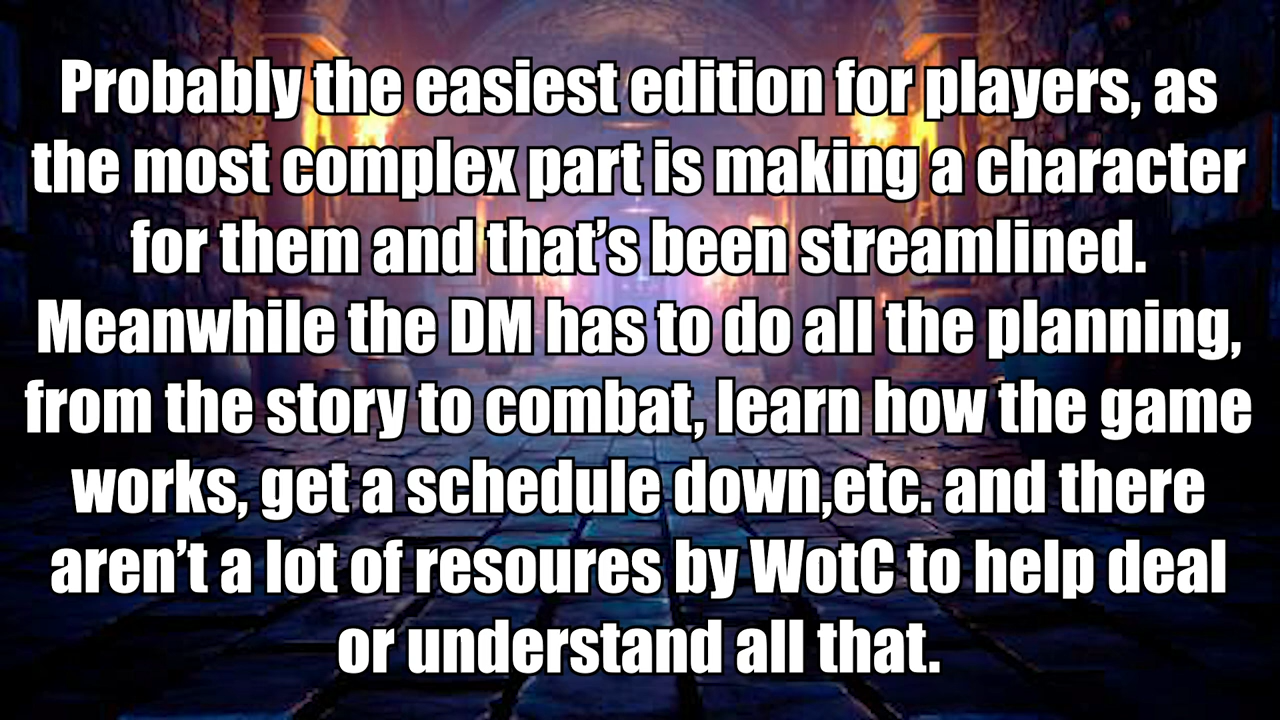 Probably the easiest edition for players, as
the most complex part is making a character
for them and that’s been streamlined.
Meanwhile the DM has to do all the planning,
from the story to combat, learn how the game
works, get a schedule down,etc. and there
aren’t a lot of resoures by WotC to help deal
or understand all that.